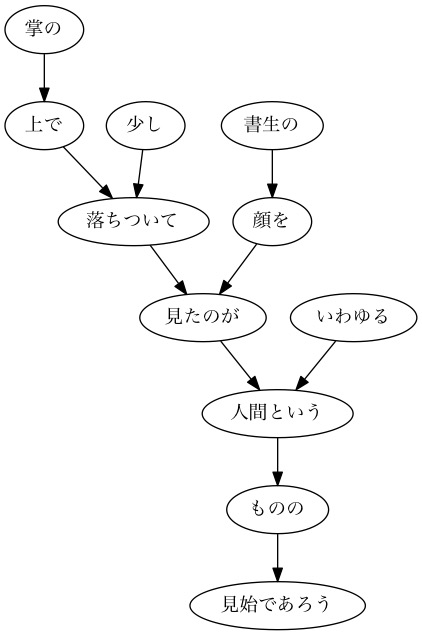 掌の
上で
少し
書生の
落ちついて
顔を
見たのが
いわゆる
人間という
ものの
見始であろう